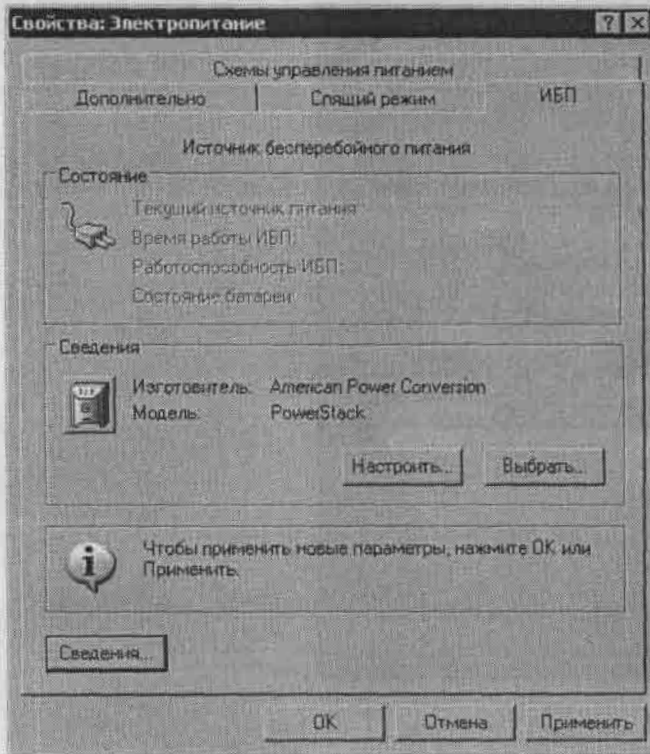 Свойства: Электропитание
Схемы управления питанием
Дополнительно
Спящий режим
ИБП
Источник бесперебойного питания
Состояние
Текущий источник питания:
Время работы ИБП:
Работоспособность ИБП:
Состояние батареи:
Сведения
Изготовитель: American Power Conversion
Модель: PowerStack
Настроить... Выбрать...
Чтобы применить новые параметры, нажмите OK или
Применить.
Сведения...
OK Отмена Применить